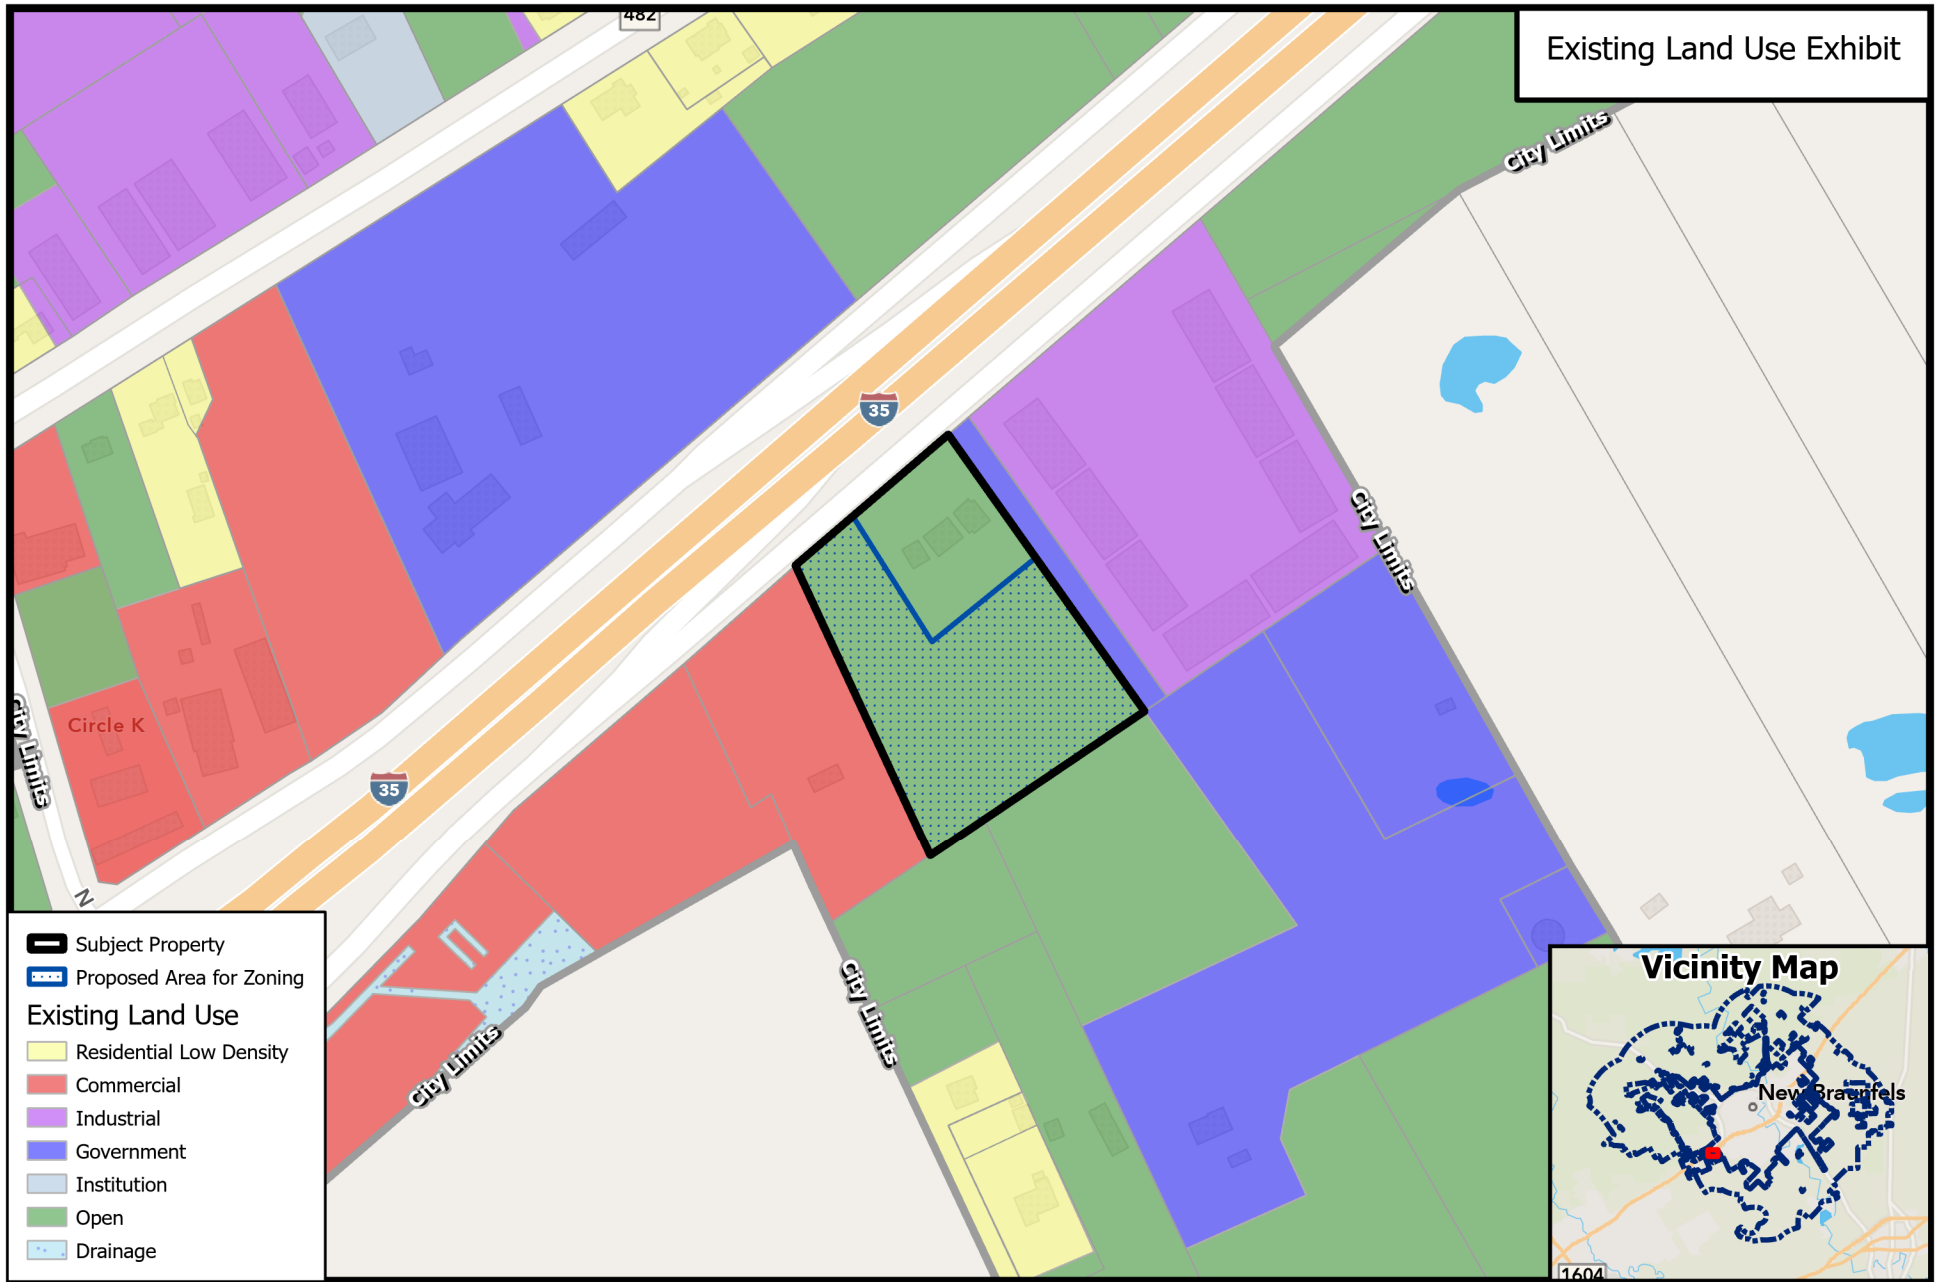 482
Existing Land Use Exhibit
City Limits
35
City Limits
City Limits
Circle K
35
N
City Limits
City Limits
Subject Property
Proposed Area for Zoning
Existing Land Use
Residential Low Density
Commercial
Industrial
Government
Institution
Open
Drainage
Vicinity Map
New Braunfels
1604